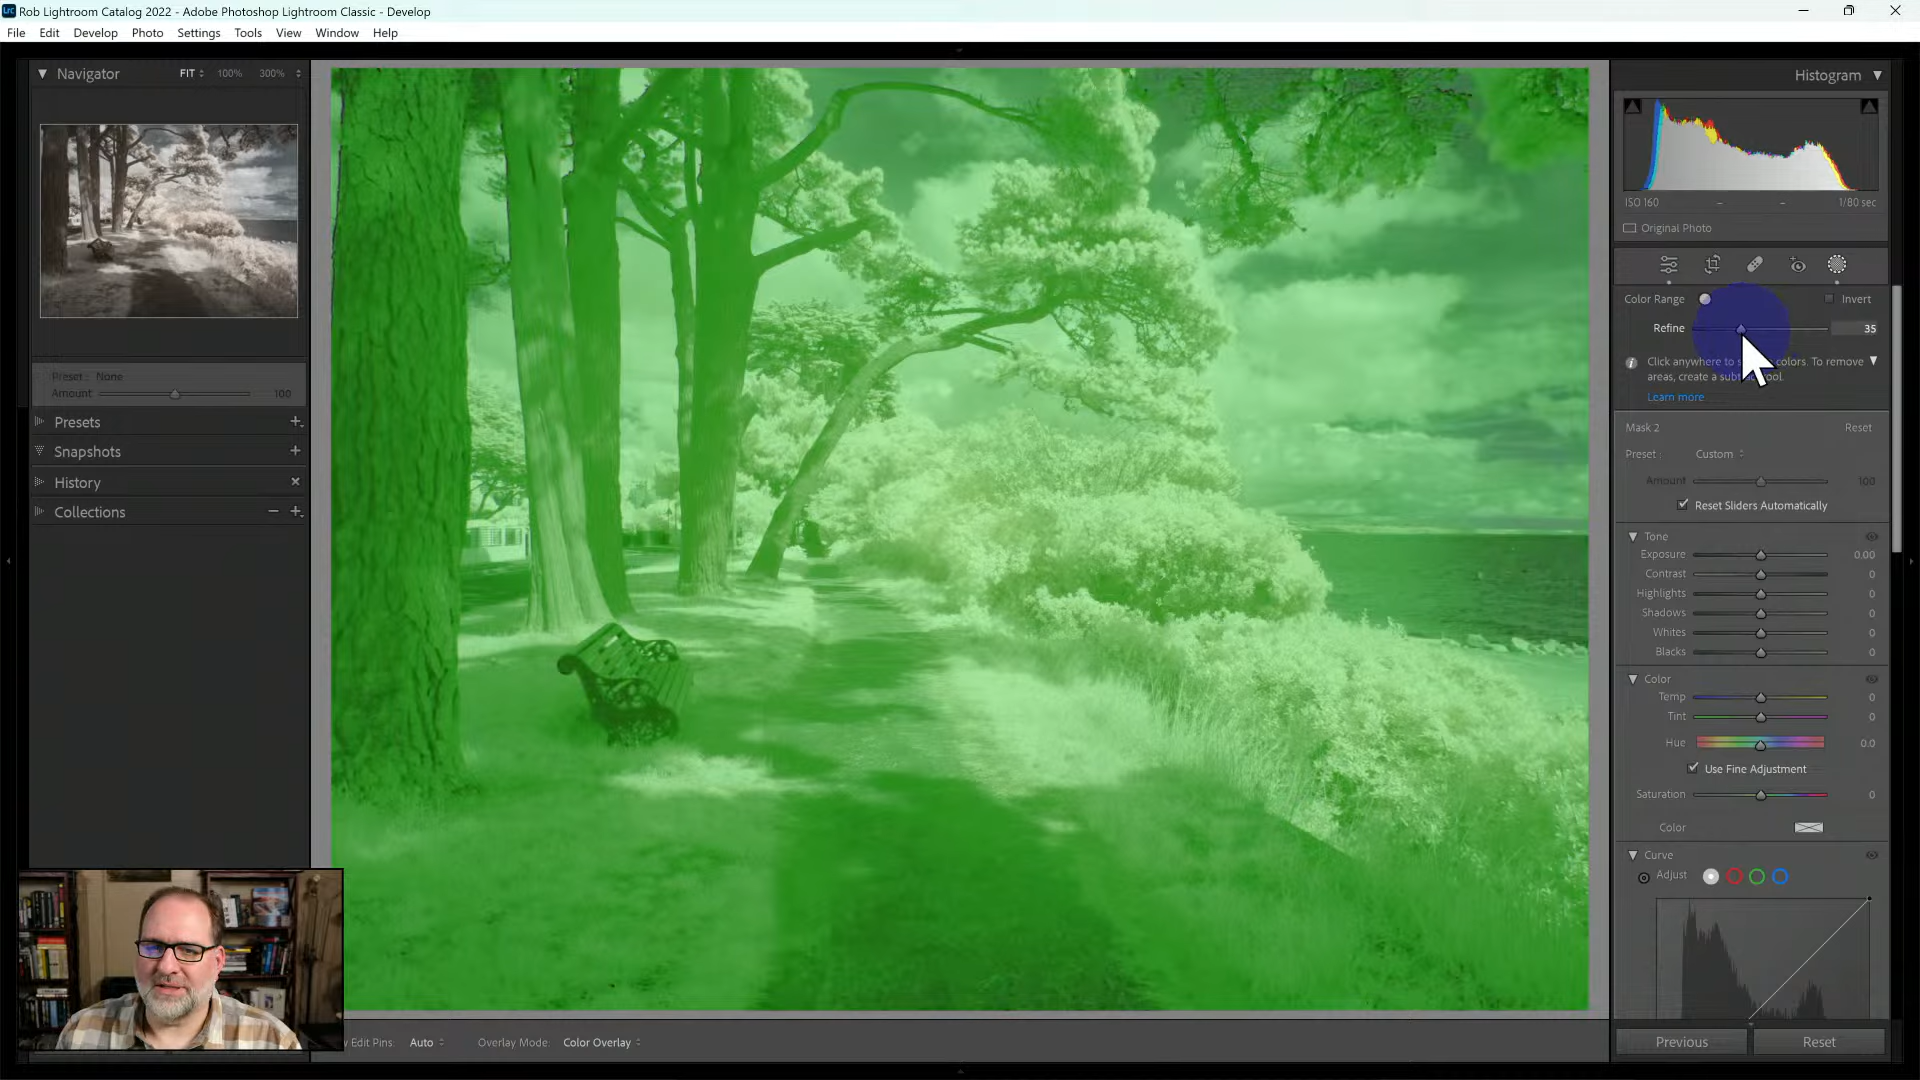 Lrc Rob Lightroom Catalog 2022 - Adobe Photoshop Lightroom Classic - Develop
File Edit Develop Photo Settings Tools View Window Help
Navigator FIT 100% 300%
Preset: None
Amount 100
Presets
Snapshots
History
Collections
Edit Pins: Auto Overlay Mode: Color Overlay
Histogram
ISO 160 – – 1/80 sec
Original Photo
Color Range Invert
Refine 35
Click anywhere to colors. To remove
areas, create a
Learn more
Mask 2 Reset
Preset: Custom
Amount 100
Reset Sliders Automatically
Tone
Exposure 0.00
Contrast 0
Highlights 0
Shadows 0
Whites 0
Blacks 0
Color
Temp 0
Tint 0
Hue 0.0
Use Fine Adjustment
Saturation 0
Color
Curve
Adjust
Previous Reset